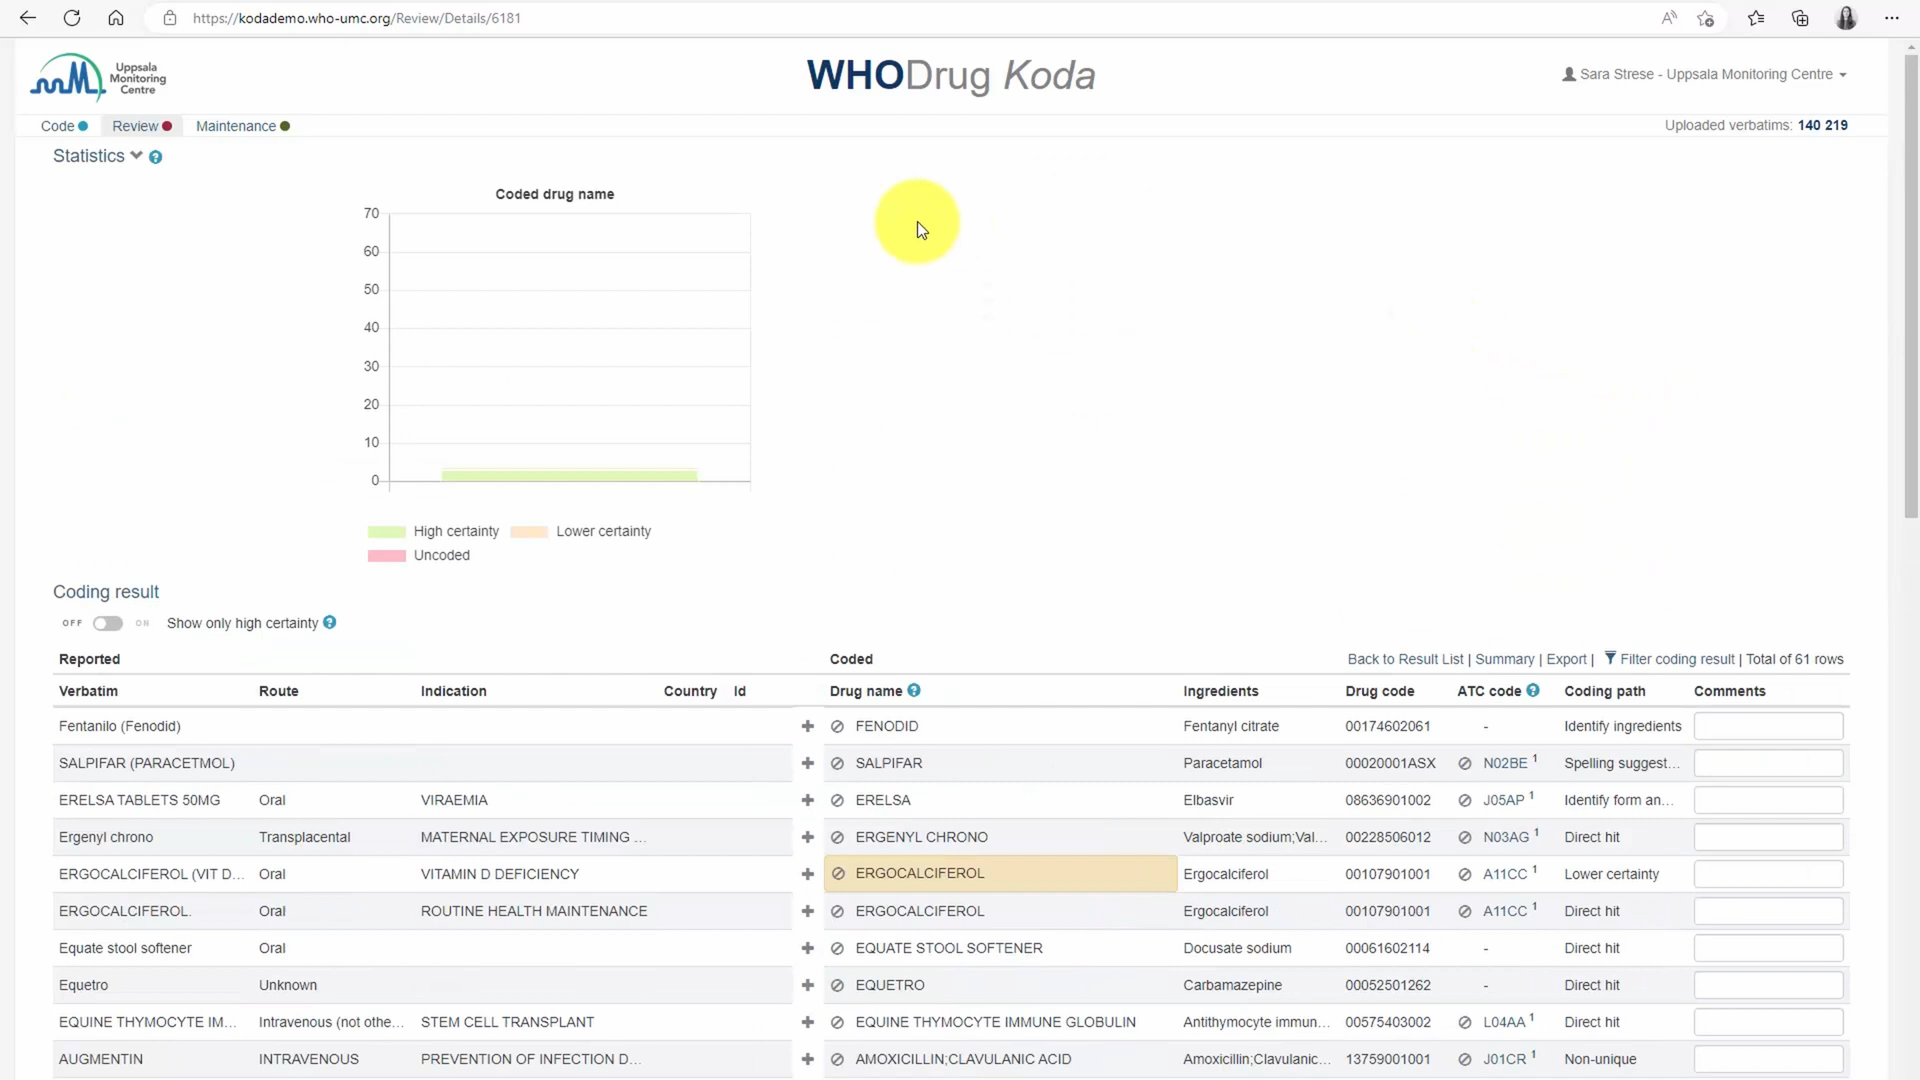 https://kodademo.who-umc.org/Review/Details/6181
Uppsala
Monitoring
Centre
WHODrug Koda
Sara Strese - Uppsala Monitoring Centre
Code Review Maintenance
Uploaded verbatims: 140 219
Statistics
Coded drug name
70
60
50
40
30
20
10
0
High certainty Lower certainty
Uncoded
Coding result
OFF ON Show only high certainty
Reported Coded Back to Result List | Summary | Export | Filter coding result | Total of 61 rows
Verbatim Route Indication Country Id Drug name Ingredients Drug code ATC code Coding path Comments
Fentanilo (Fenodid) FENODID Fentanyl citrate 00174602061 - Identify ingredients
SALPIFAR (PARACETMOL) SALPIFAR Paracetamol 00020001ASX N02BE 1 Spelling suggest...
ERELSA TABLETS 50MG Oral VIRAEMIA ERELSA Elbasvir 08636901002 J05AP 1 Identify form an...
Ergenyl chrono Transplacental MATERNAL EXPOSURE TIMING ... ERGENYL CHRONO Valproate sodium;Val... 00228506012 N03AG 1 Direct hit
ERGOCALCIFEROL (VIT D... Oral VITAMIN D DEFICIENCY ERGOCALCIFEROL Ergocalciferol 00107901001 A11CC 1 Lower certainty
ERGOCALCIFEROL. Oral ROUTINE HEALTH MAINTENANCE ERGOCALCIFEROL Ergocalciferol 00107901001 A11CC 1 Direct hit
Equate stool softener Oral EQUATE STOOL SOFTENER Docusate sodium 00061602114 - Direct hit
Equetro Unknown EQUETRO Carbamazepine 00052501262 - Direct hit
EQUINE THYMOCYTE IM... Intravenous (not othe... STEM CELL TRANSPLANT EQUINE THYMOCYTE IMMUNE GLOBULIN Antithymocyte immun... 00575403002 L04AA 1 Direct hit
AUGMENTIN INTRAVENOUS PREVENTION OF INFECTION D... AMOXICILLIN;CLAVULANIC ACID Amoxicillin;Clavulanic... 13759001001 J01CR 1 Non-unique